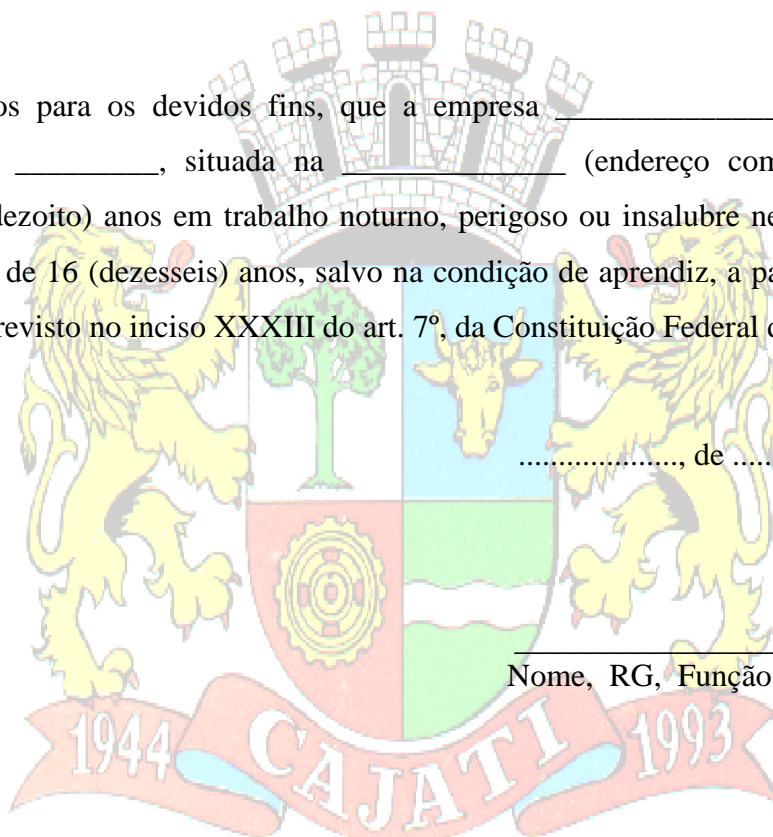 os para os devidos fins, que a empresa _______________
_________, situada na ______________ (endereço com
dezoito) anos em trabalho noturno, perigoso ou insalubre ne
de 16 (dezesseis) anos, salvo na condição de aprendiz, a pa
revisto no inciso XXXIII do art. 7º, da Constituição Federal
...................., de .....
__________________
Nome, RG, Função
1944 CAJATI 1993